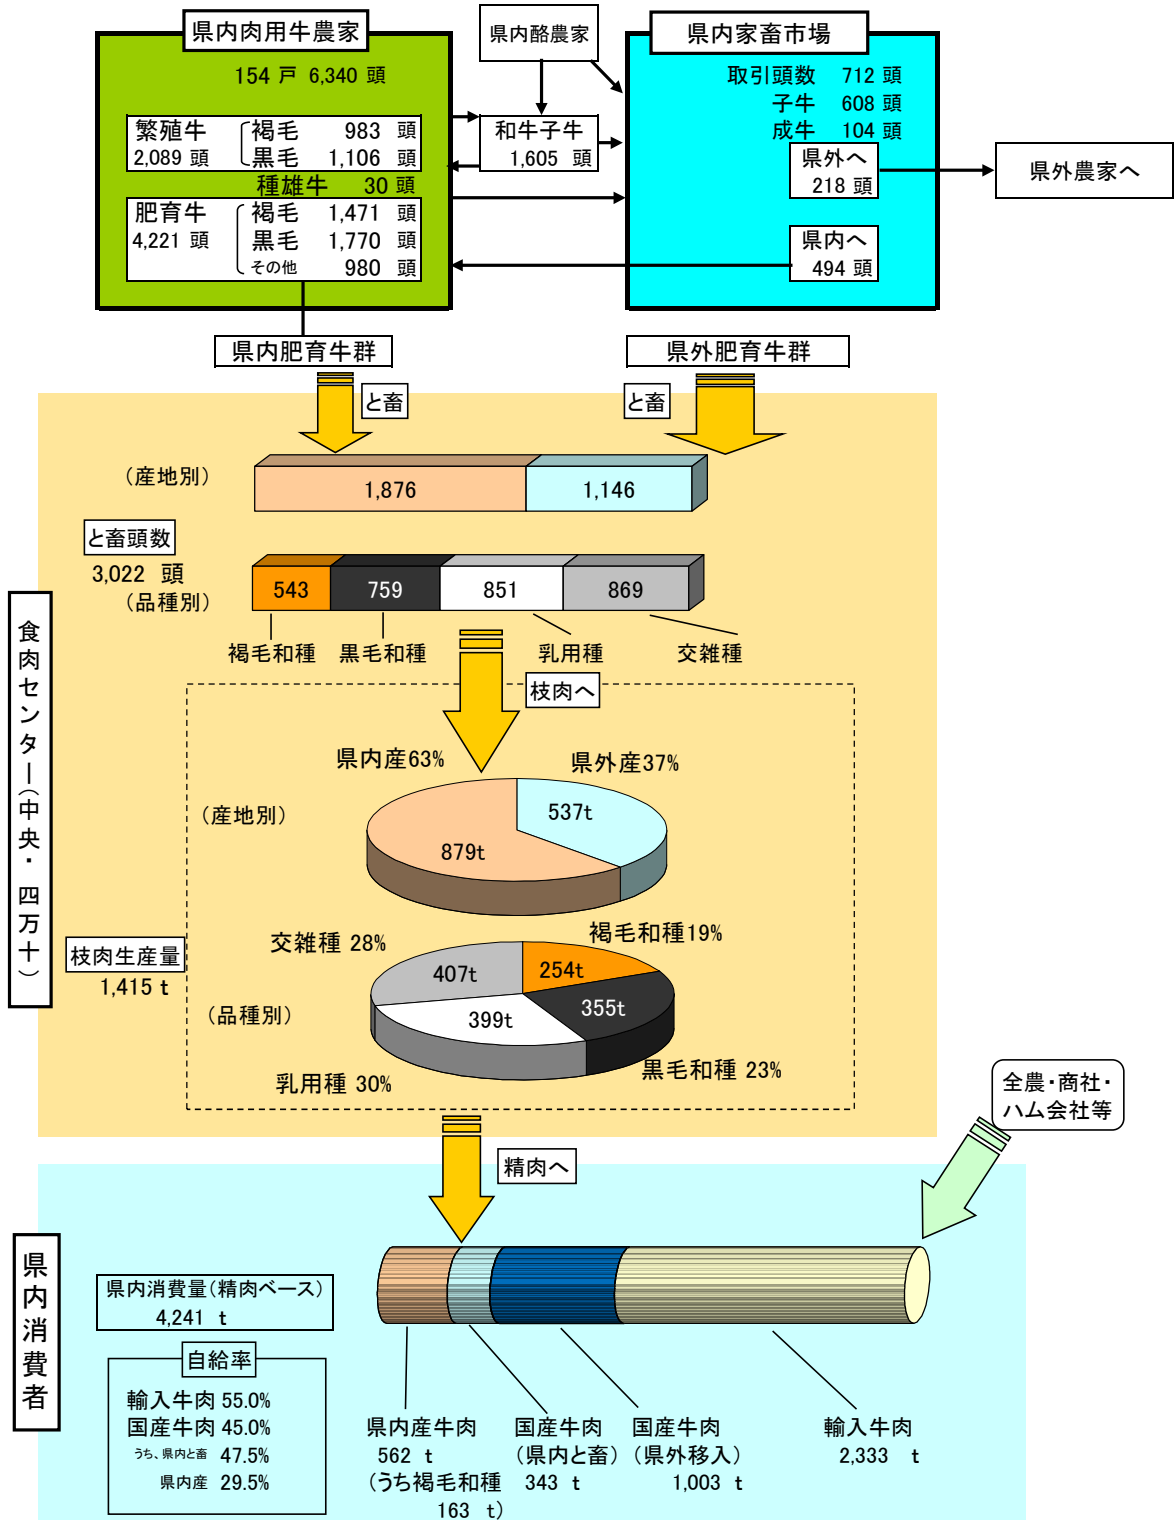 県内肉用牛農家
154 戸 6,340 頭
繁殖牛 褐毛 983 頭
2,089 頭 黒毛 1,106 頭
種雄牛 30 頭
肥育牛 褐毛 1,471 頭
4,221 頭 黒毛 1,770 頭
その他 980 頭
県内酪農家
和牛子牛
1,605 頭
県内家畜市場
取引頭数 712 頭
子牛 608 頭
成牛 104 頭
県外へ
218 頭
県内へ
494 頭
県外農家へ
県内肥育牛群
県外肥育牛群
と畜
と畜
食肉センター(中央・四万十)
(産地別)
1,876
1,146
と畜頭数
3,022 頭
(品種別)
543
759
851
869
褐毛和種
黒毛和種
乳用種
交雑種
枝肉へ
県内産63%
県外産37%
(産地別)
537t
879t
枝肉生産量
1,415 t
(品種別)
交雑種 28%
褐毛和種19%
407t
254t
399t
355t
乳用種 30%
黒毛和種 23%
精肉へ
全農・商社・
ハム会社等
県内消費者
県内消費量(精肉ベース)
4,241 t
自給率
輸入牛肉 55.0%
国産牛肉 45.0%
うち、県内と畜 47.5%
県内産 29.5%
県内産牛肉
562 t
(うち褐毛和種
163 t)
国産牛肉
(県内と畜)
343 t
国産牛肉
(県外移入)
1,003 t
輸入牛肉
2,333 t